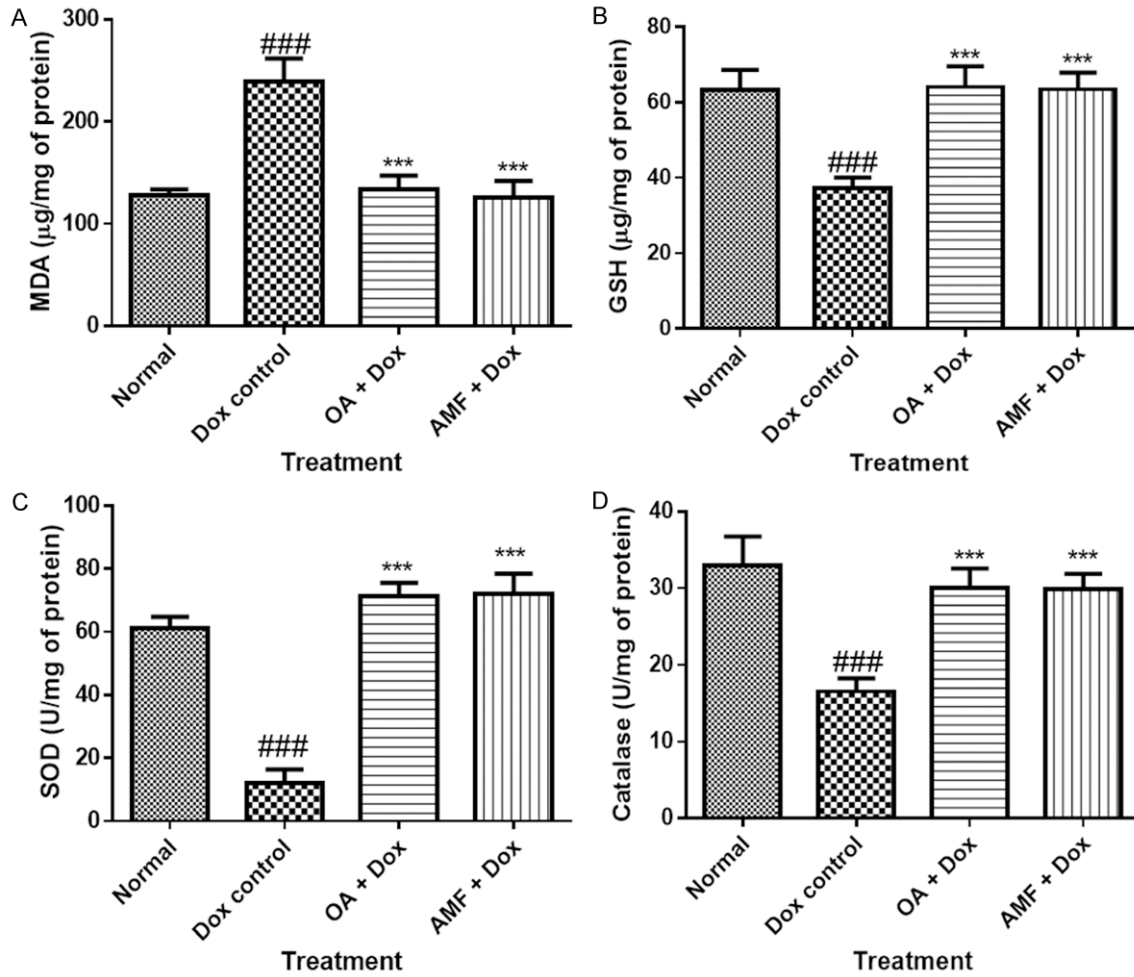 A
MDA (µg/mg of protein)
300
200
100
0
###
***
***
Normal
Dox control
OA + Dox
AMF + Dox
Treatment
B
GSH (µg/mg of protein)
80
60
40
20
0
###
***
***
Normal
Dox control
OA + Dox
AMF + Dox
Treatment
C
SOD (U/mg of protein)
100
80
60
40
20
0
###
***
***
Normal
Dox control
OA + Dox
AMF + Dox
Treatment
D
Catalase (U/mg of protein)
40
30
20
10
0
###
***
***
Normal
Dox control
OA + Dox
AMF + Dox
Treatment